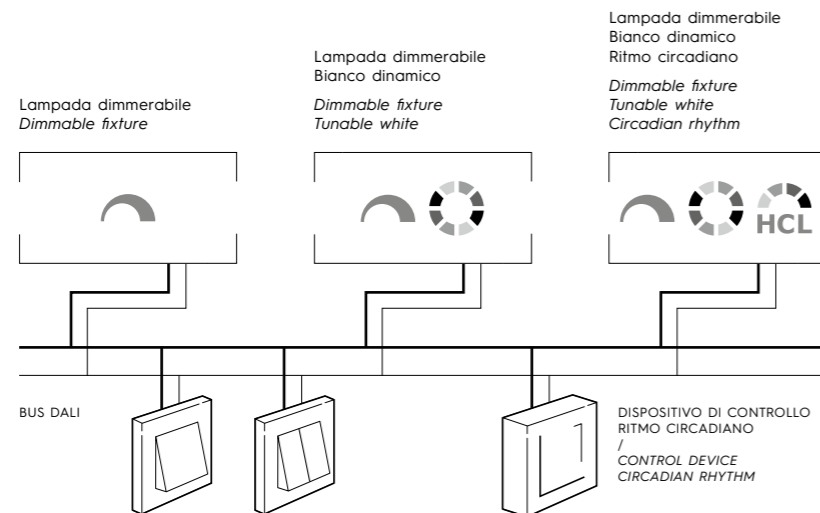 Lampada dimmerabile
Dimmable fixture
Lampada dimmerabile
Bianco dinamico
Dimmable fixture
Tunable white
Lampada dimmerabile
Bianco dinamico
Ritmo circadiano
Dimmable fixture
Tunable white
Circadian rhythm
HCL
BUS DALI
DISPOSITIVO DI CONTROLLO
RITMO CIRCADIANO
/
CONTROL DEVICE
CIRCADIAN RHYTHM